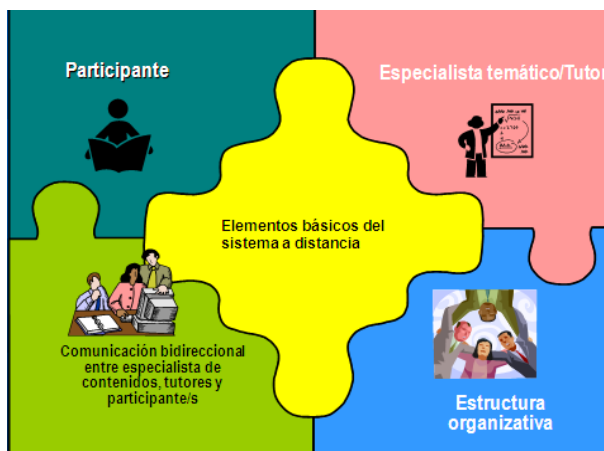 Participante
Especialista temático/Tutor
Elementos básicos del
sistema a distancia
Comunicación bidireccional
entre especialista de
contenidos, tutores y
participante/s
Estructura
organizativa